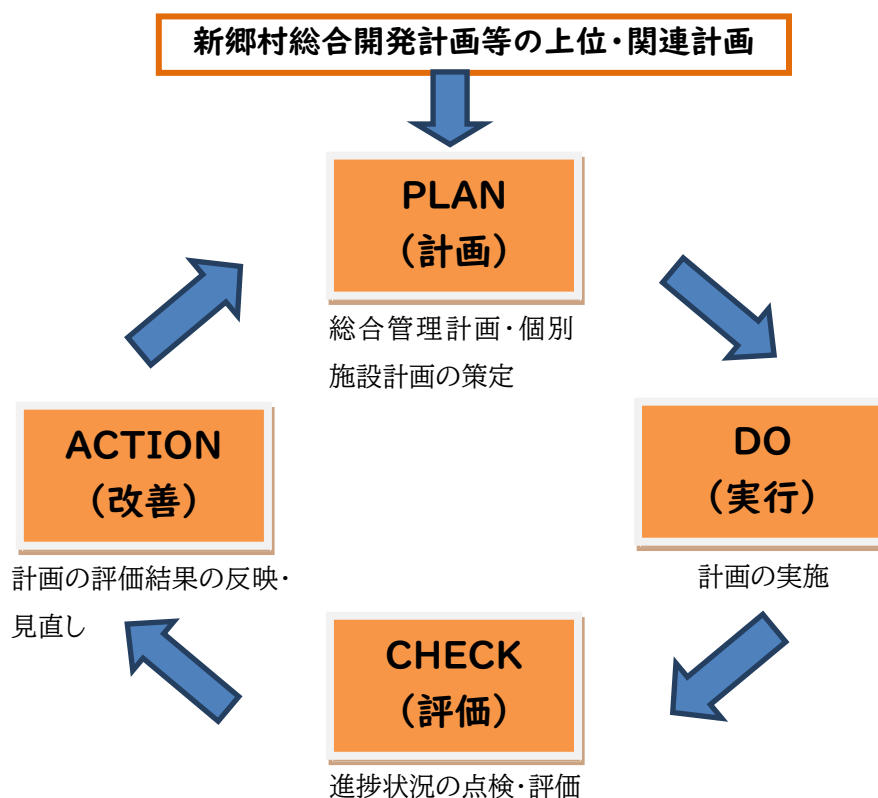 新郷村総合開発計画等の上位・関連計画
PLAN
（計画）
総合管理計画・個別
施設計画の策定
DO
（実行）
計画の実施
CHECK
（評価）
進捗状況の点検・評価
ACTION
（改善）
計画の評価結果の反映・
見直し